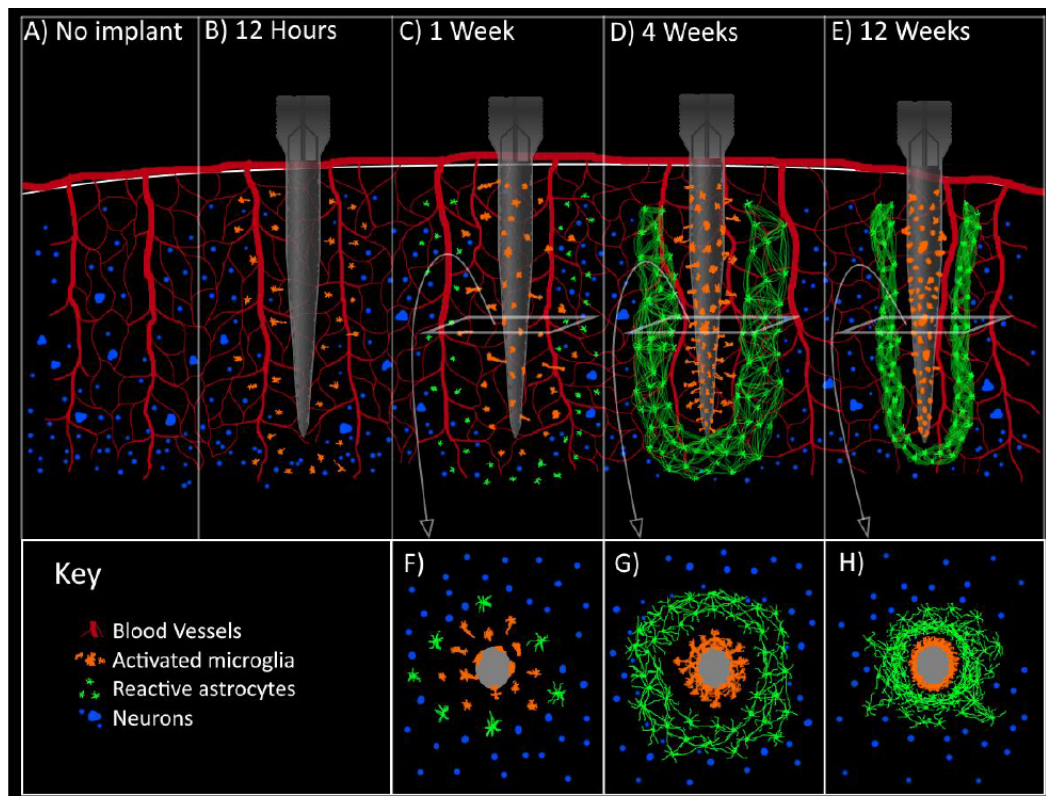 A) No implant
B) 12 Hours
C) 1 Week
D) 4 Weeks
E) 12 Weeks
Key
Blood Vessels
Activated microglia
Reactive astrocytes
Neurons
F)
G)
H)